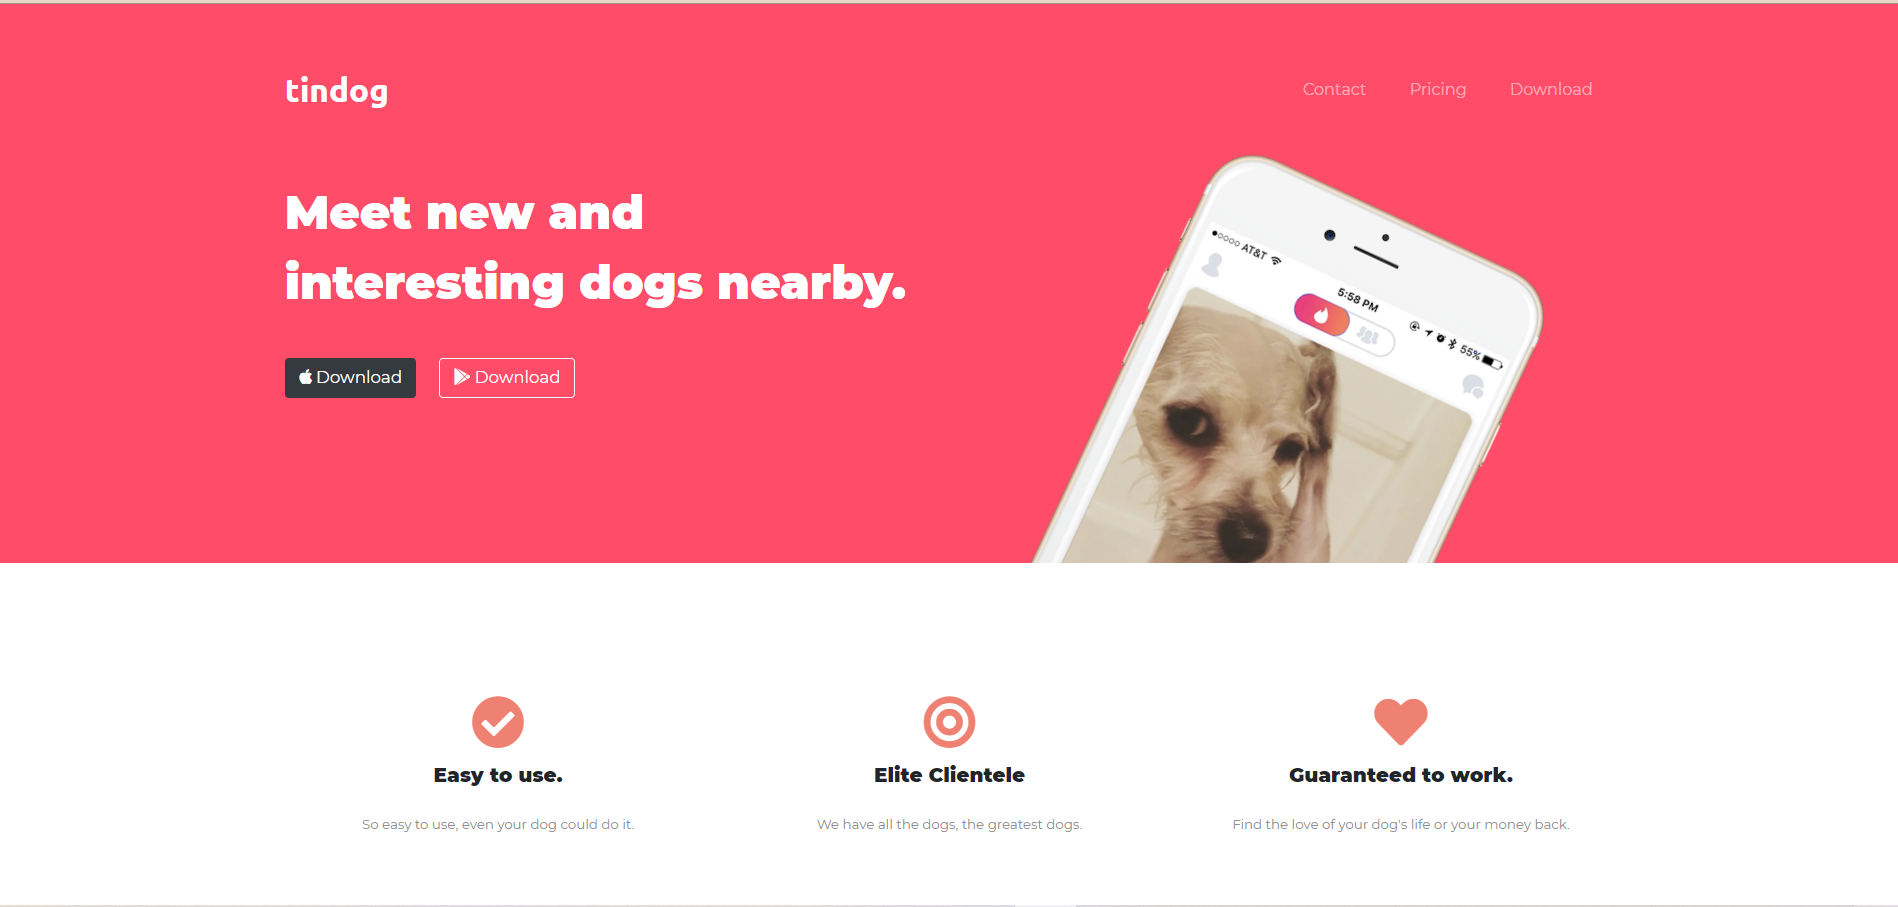 tindog
Contact Pricing Download
Meet new and
interesting dogs nearby.
Download Download
AT&T
5:58 PM
55%
Easy to use.
Elite Clientele
Guaranteed to work.
So easy to use, even your dog could do it.
We have all the dogs, the greatest dogs.
Find the love of your dog's life or your money back.